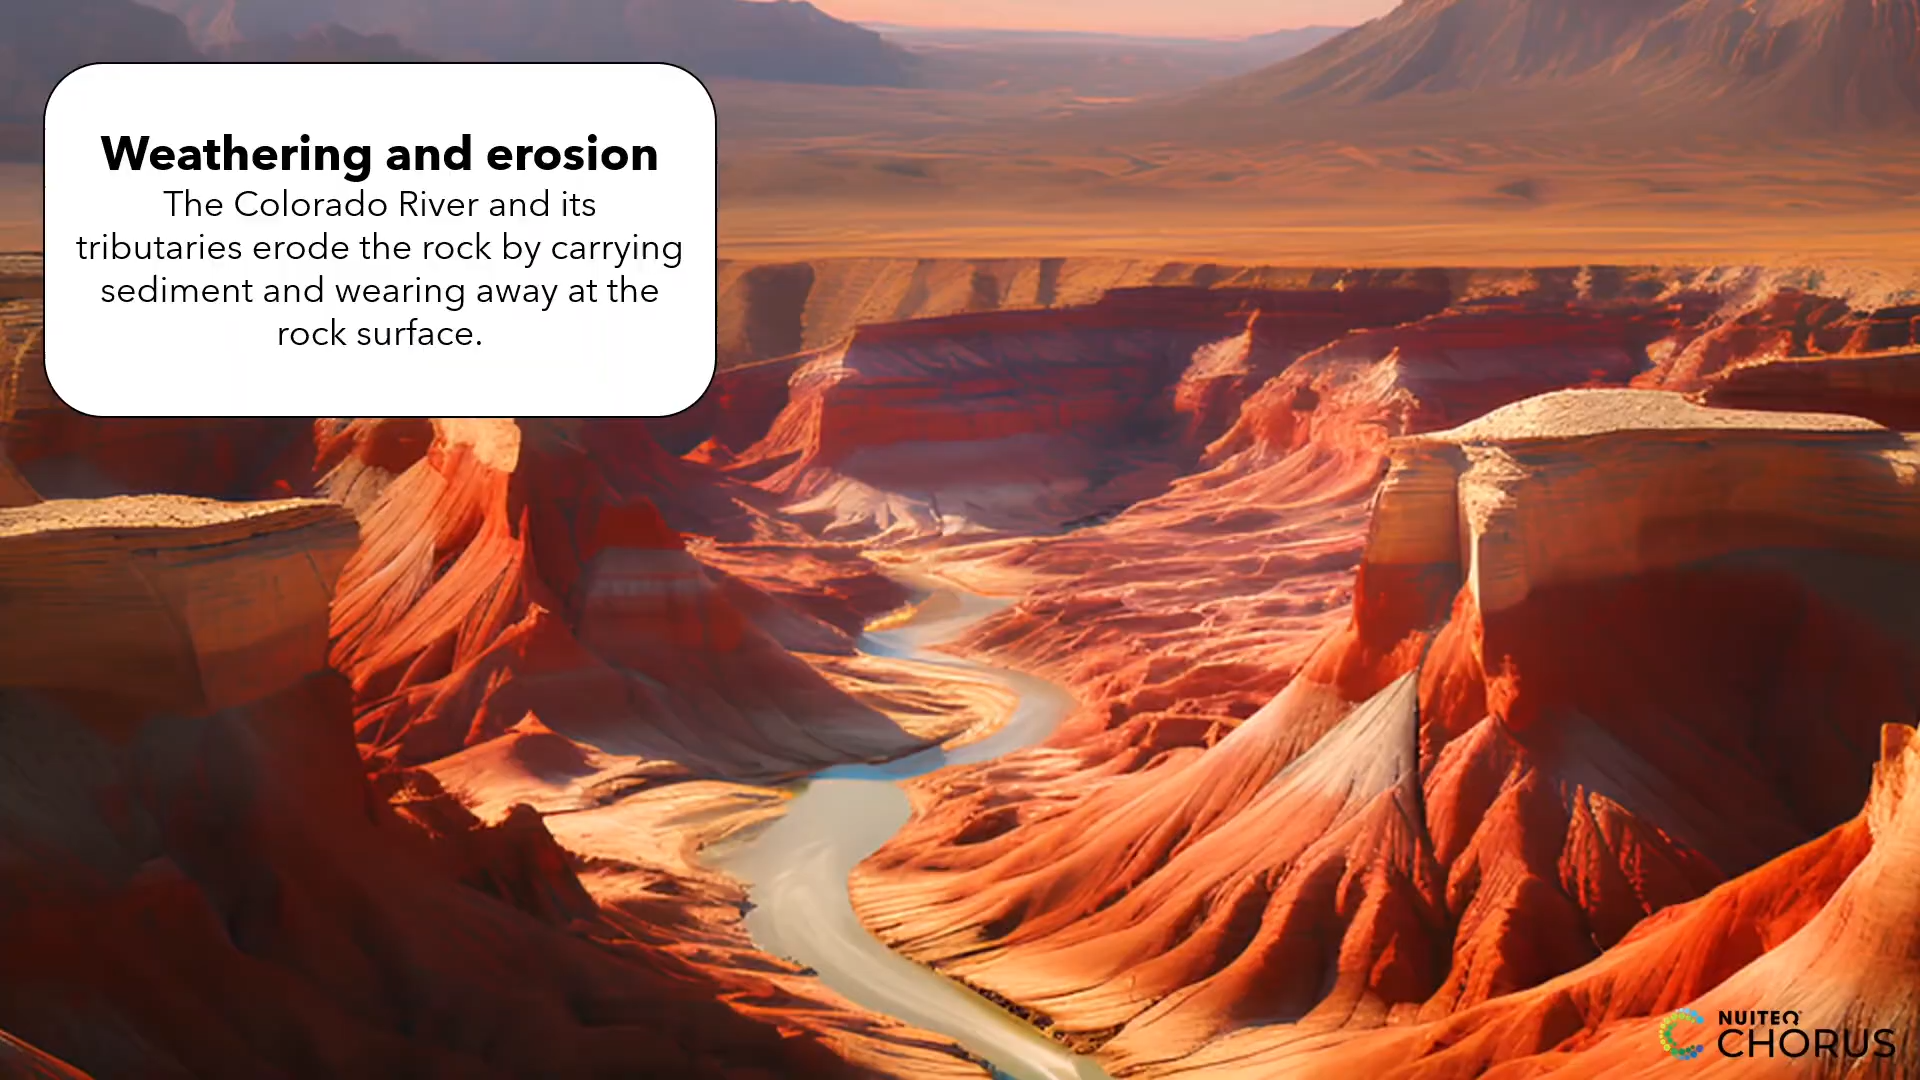 Weathering and erosion
The Colorado River and its
tributaries erode the rock by carrying
sediment and wearing away at the
rock surface.
NUITEQ
CHORUS